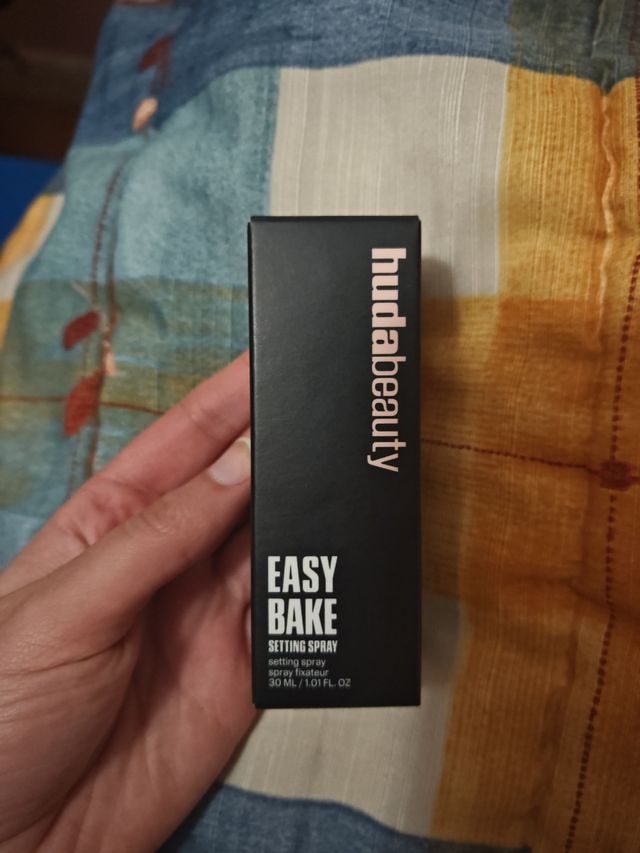 hudabeauty
EASY
BAKE
SETTING SPRAY
setting spray
spray fixateur
30 ML / 1.01 FL. OZ